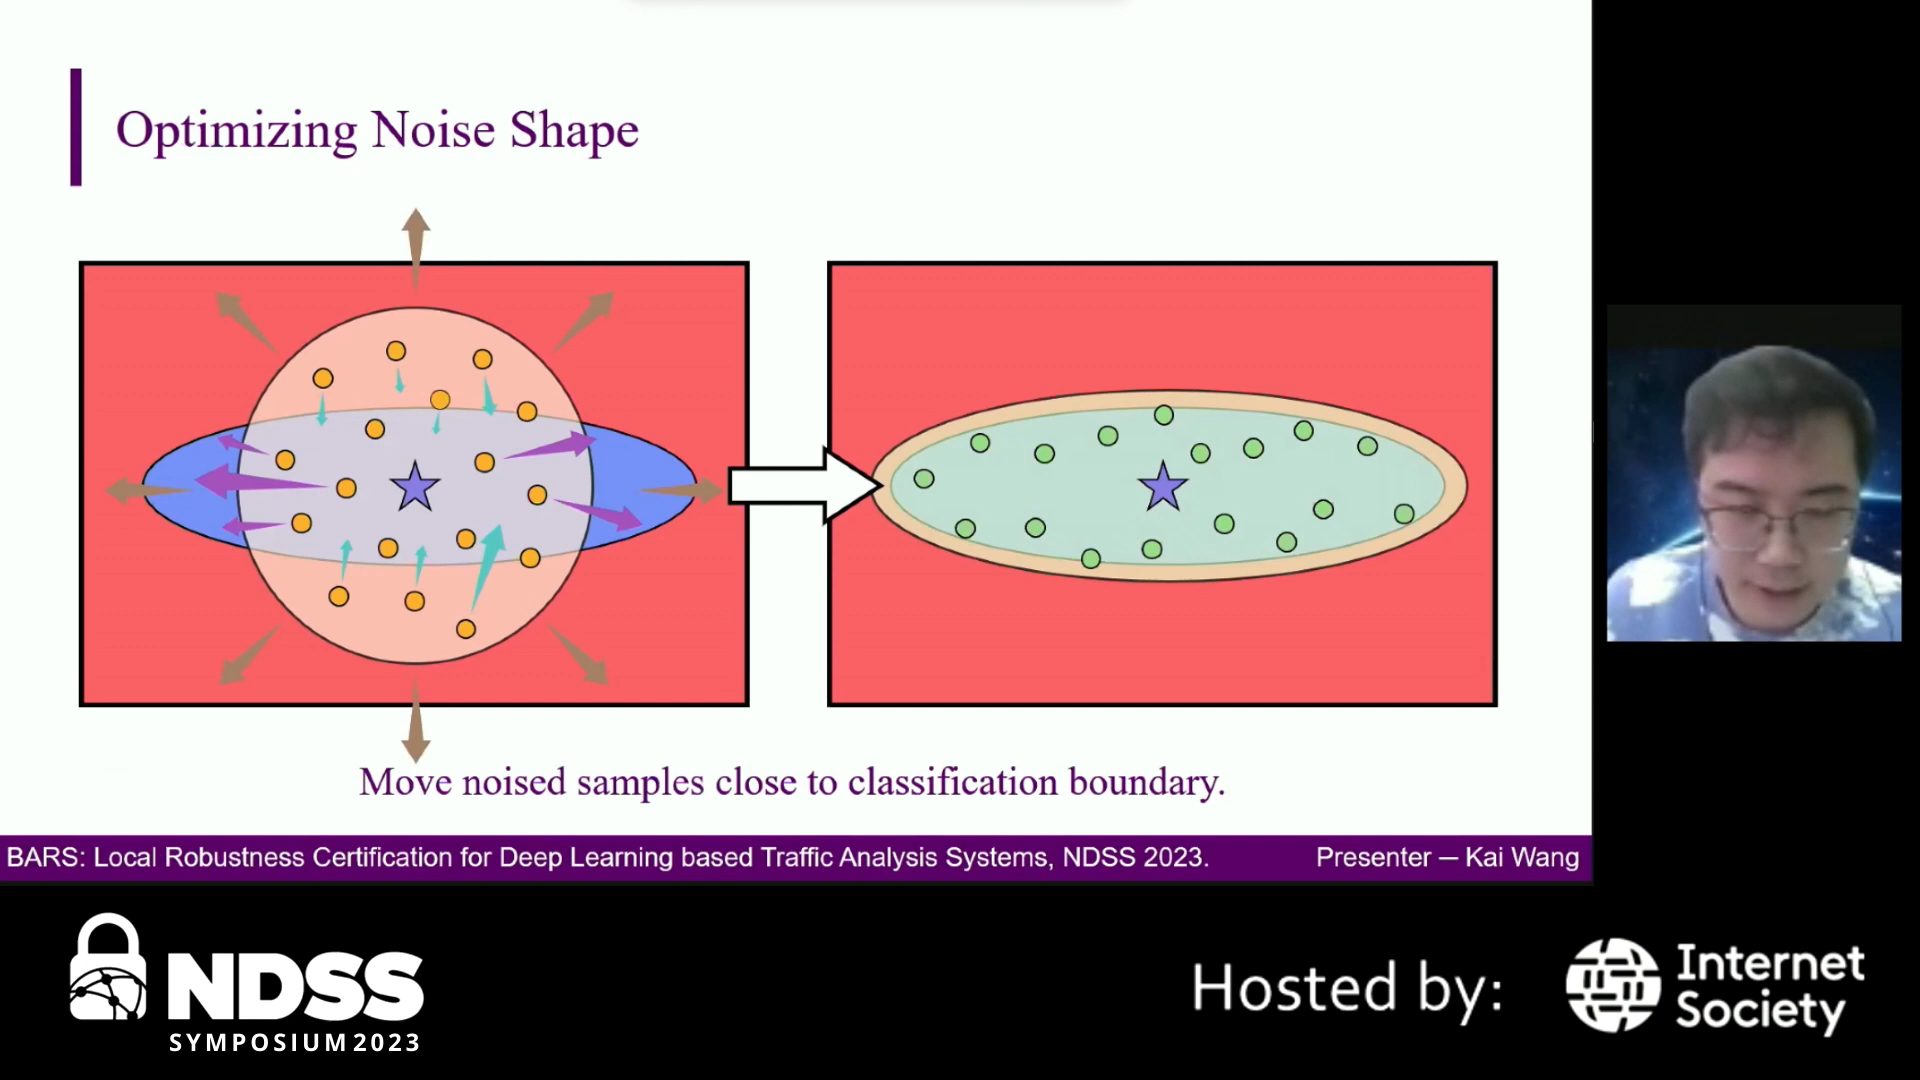 Optimizing Noise Shape
Move noised samples close to classification boundary.
BARS: Local Robustness Certification for Deep Learning based Traffic Analysis Systems, NDSS 2023.
Presenter — Kai Wang
NDSS
SYMPOSIUM 2023
Hosted by:
Internet
Society